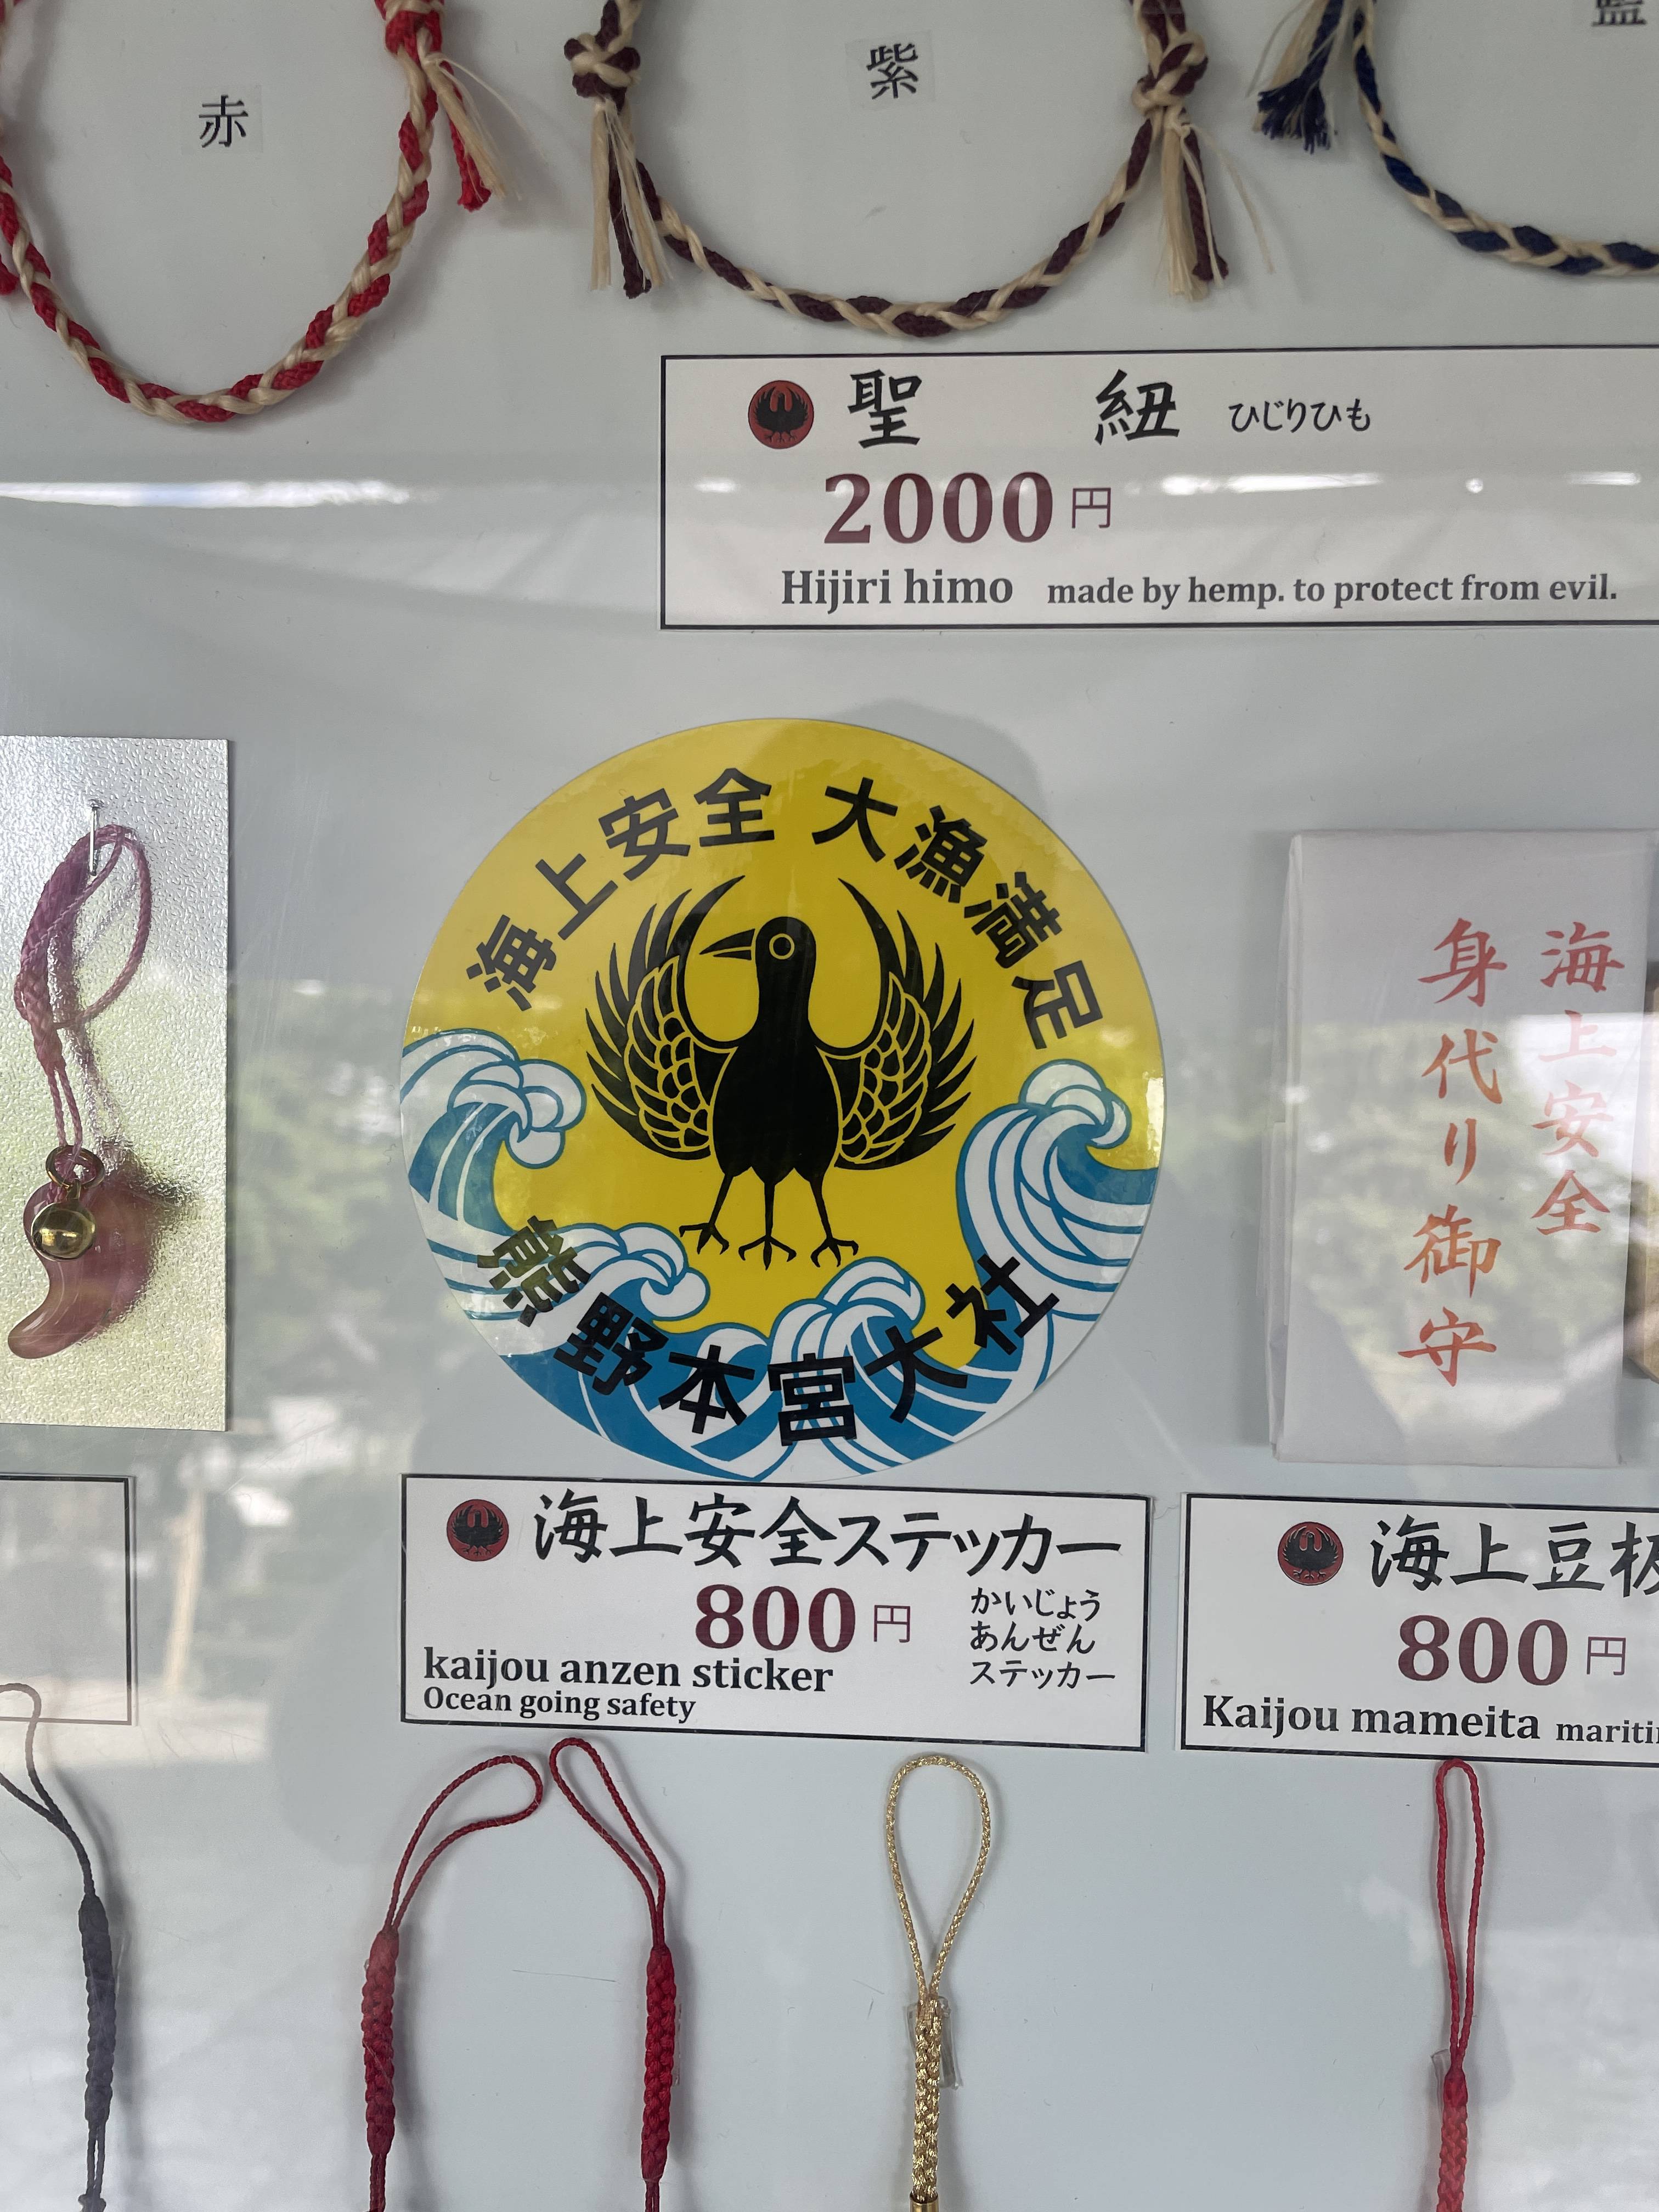 赤
紫
藍
聖 紐 ひじりひも
2000円
Hijiri himo made by hemp. to protect from evil.
海上安全 大漁満足
熊野本宮大社
海上安全
身代り御守
海上安全ステッカー
800円
かいじょう
あんぜん
ステッカー
kaijou anzen sticker
Ocean going safety
海上豆板
800円
Kaijou mameita